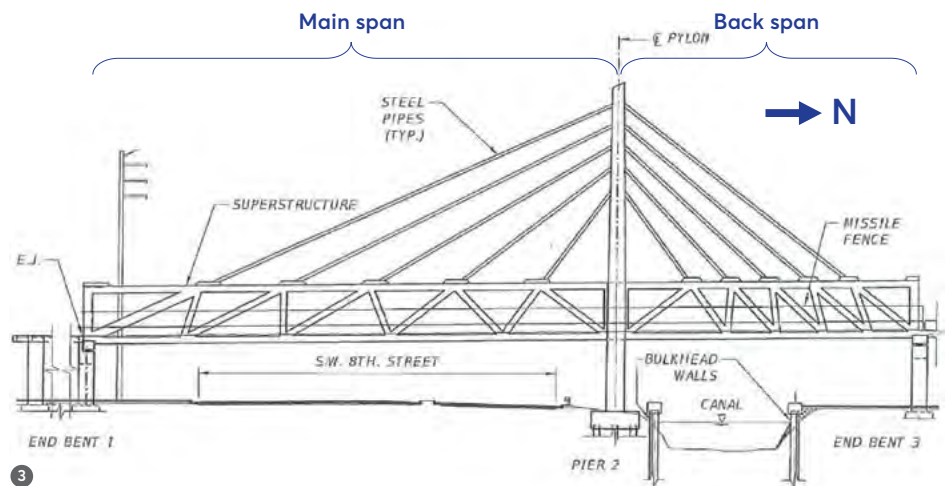 Main span
Back span
℄ PYLON
N
STEEL
PIPES
(TYP.)
SUPERSTRUCTURE
MISSILE
FENCE
E.J.
S.W. 8TH. STREET
BULKHEAD
WALLS
CANAL
END BENT 1
PIER 2
END BENT 3
3